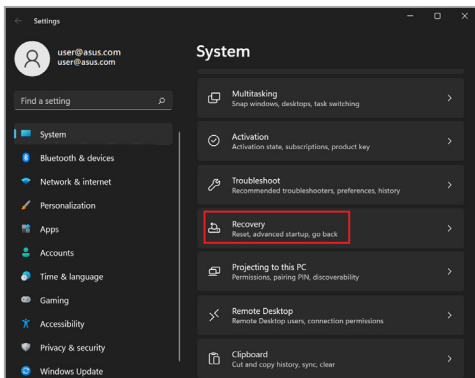 Settings
user@asus.com
user@asus.com
Find a setting
System
Bluetooth & devices
Network & internet
Personalization
Apps
Accounts
Time & language
Gaming
Accessibility
Privacy & security
Windows Update
System
Multitasking
Snap windows, desktops, task switching
Activation
Activation state, subscriptions, product key
Troubleshoot
Recommended troubleshooters, preferences, history
Recovery
Reset, advanced startup, go back
Projecting to this PC
Permissions, pairing PIN, discoverability
Remote Desktop
Remote Desktop users, connection permissions
Clipboard
Cut and copy history, sync, clear